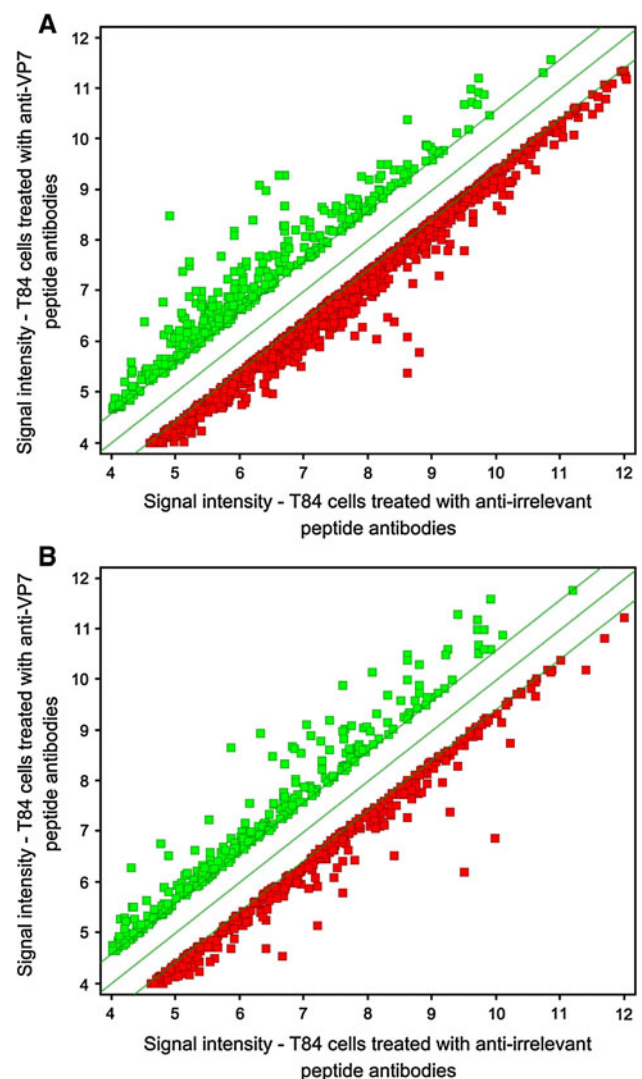 A
12
11
10
9
8
7
6
5
4
Signal intensity - T84 cells treated with anti-VP7
peptide antibodies
4 5 6 7 8 9 10 11 12
Signal intensity - T84 cells treated with anti-irrelevant
peptide antibodies
B
12
11
10
9
8
7
6
5
4
Signal intensity - T84 cells treated with anti-VP7
peptide antibodies
4 5 6 7 8 9 10 11 12
Signal intensity - T84 cells treated with anti-irrelevant
peptide antibodies